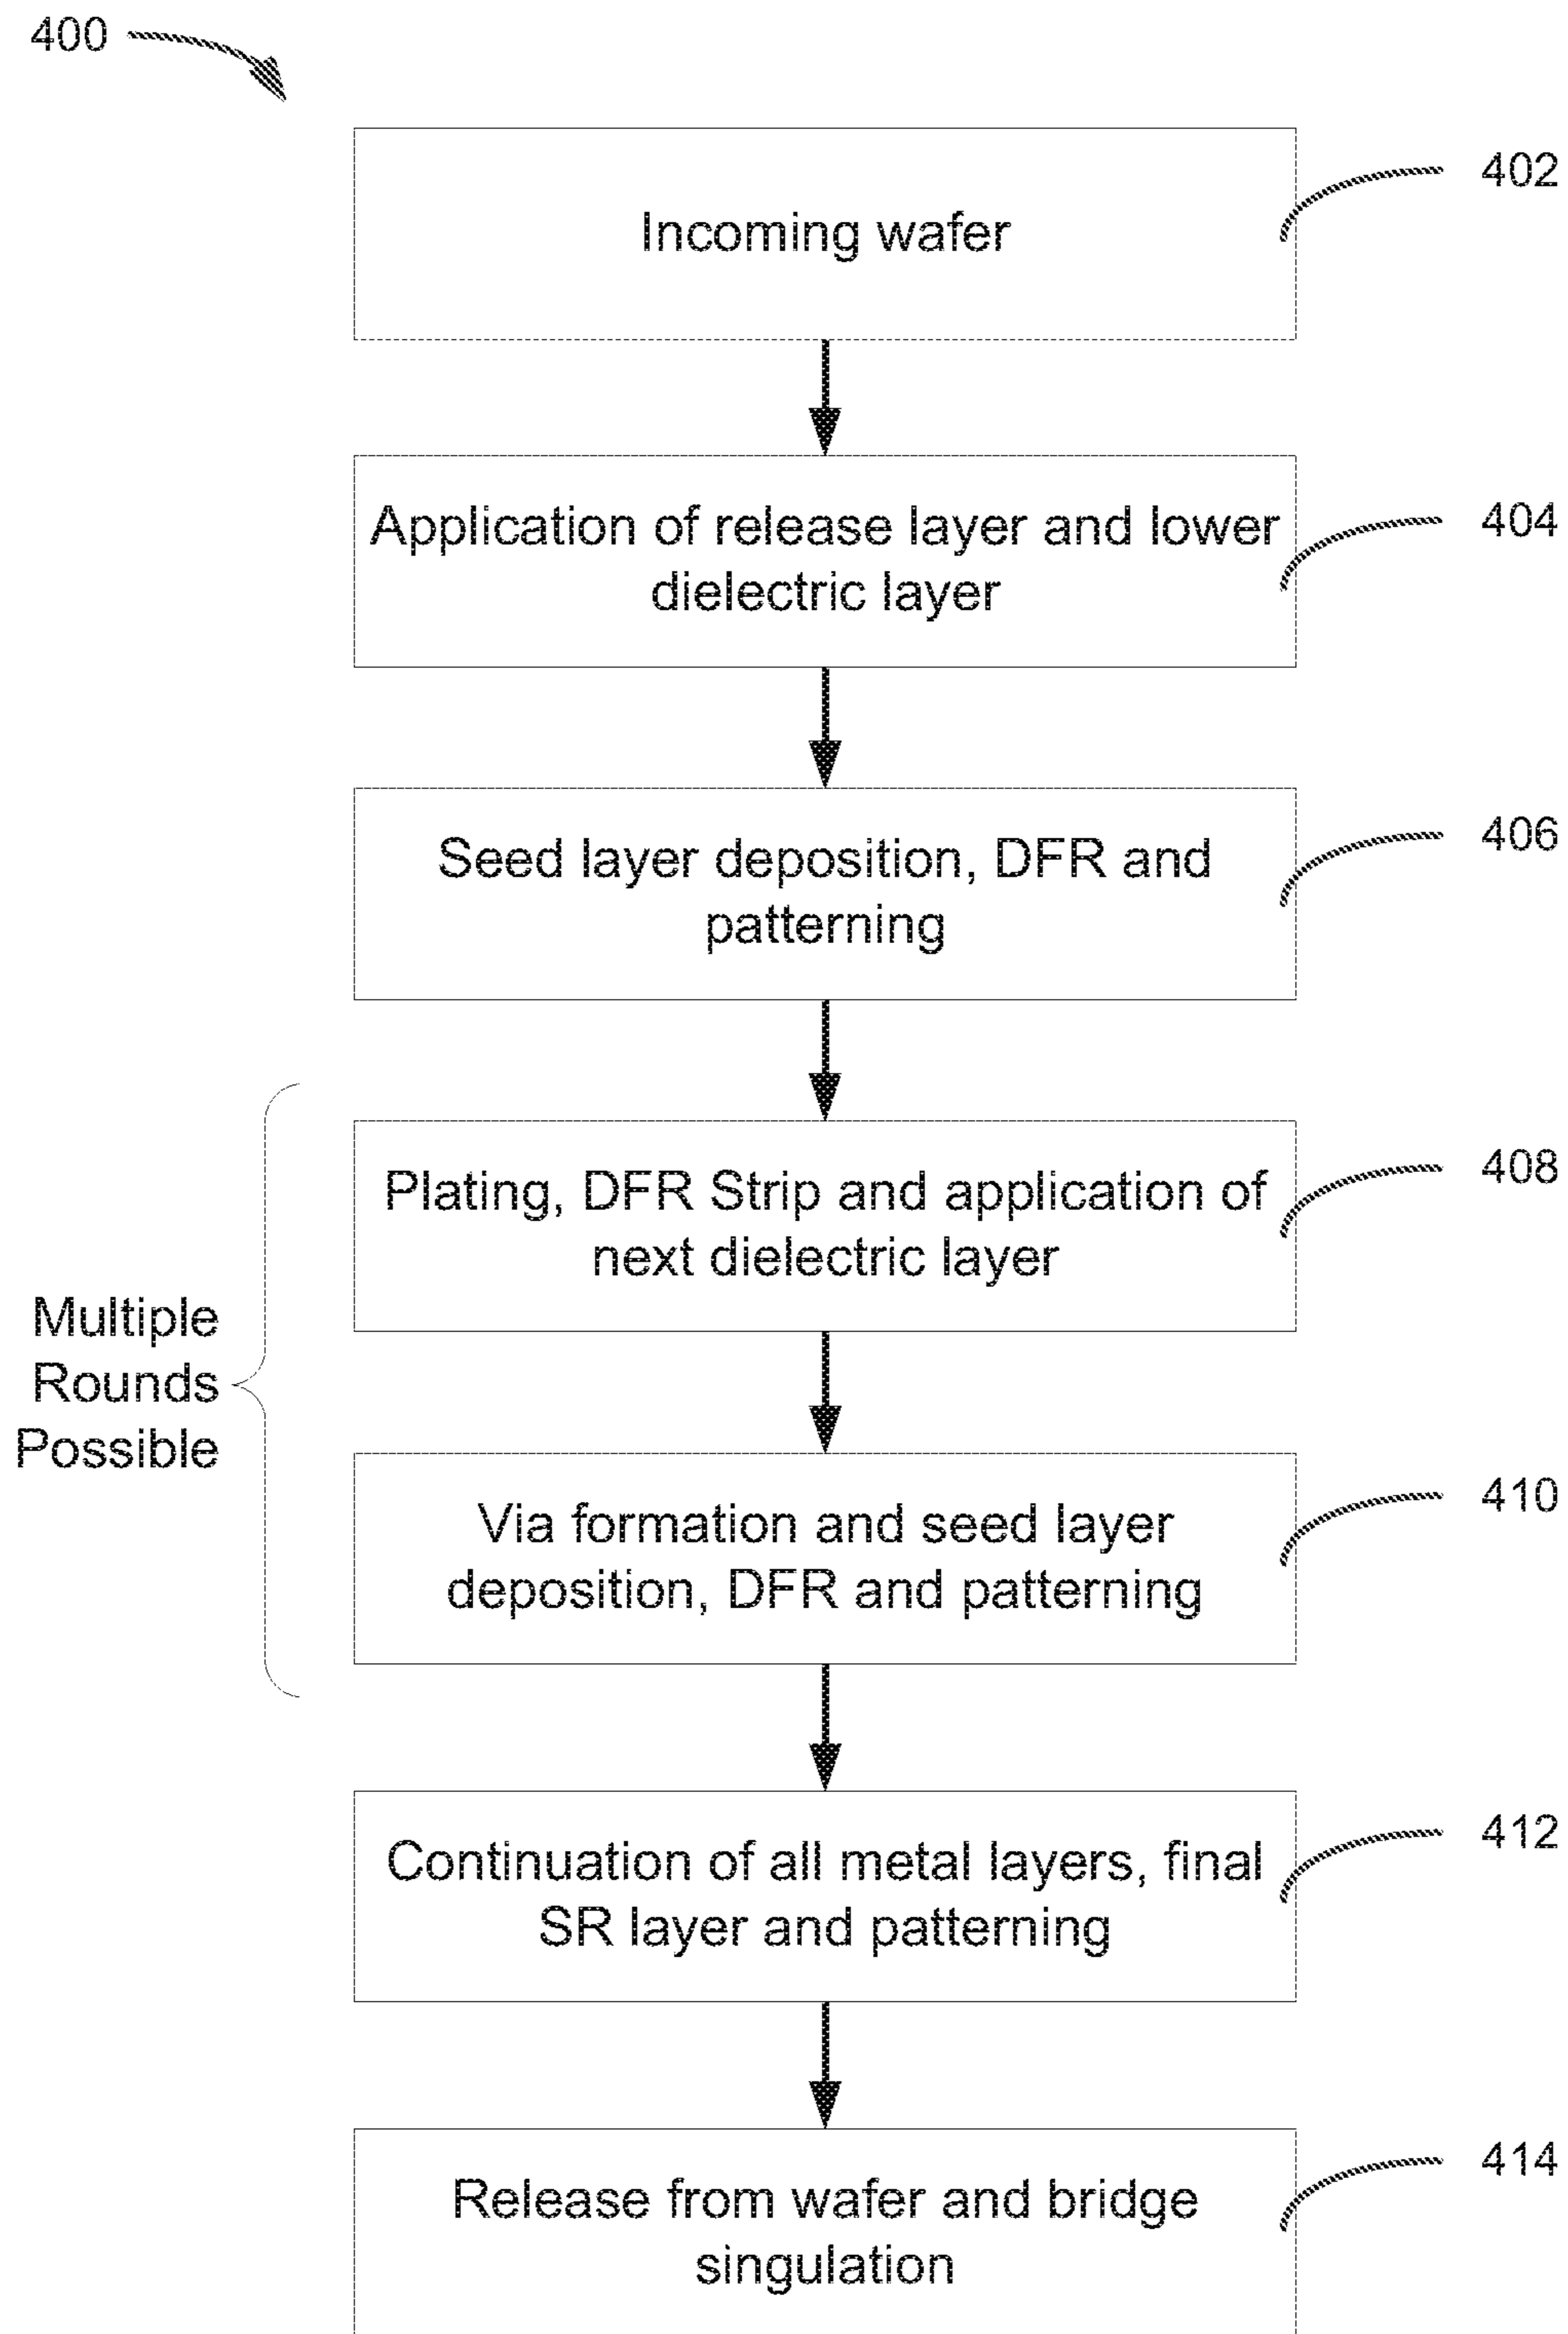 400
Incoming wafer
402
Application of release layer and lower
dielectric layer
404
Seed layer deposition, DFR and
patterning
406
Plating, DFR Strip and application of
next dielectric layer
408
Multiple
Rounds
Possible
Via formation and seed layer
deposition, DFR and patterning
410
Continuation of all metal layers, final
SR layer and patterning
412
Release from wafer and bridge
singulation
414